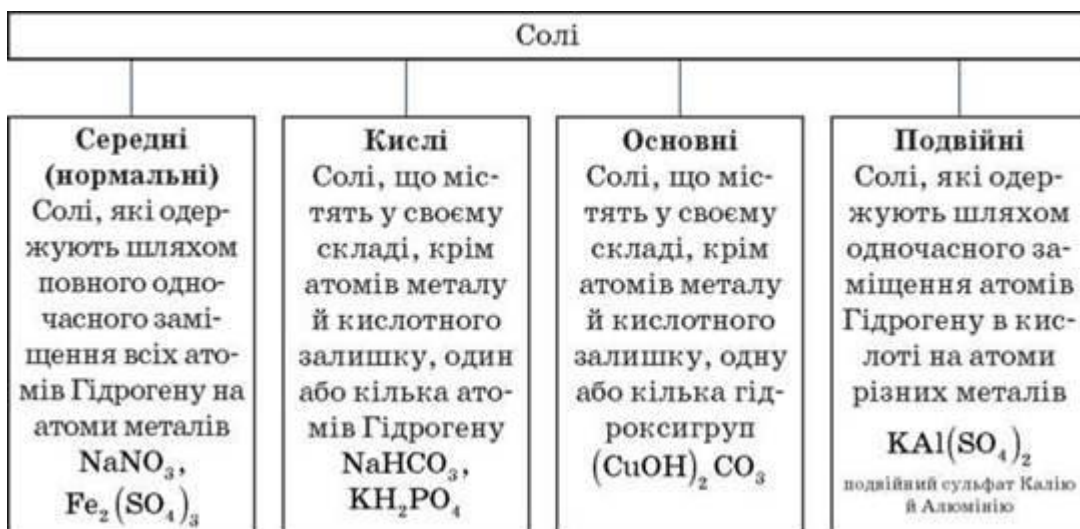 Солі
Середні
(нормальні)
Солі, які одер-
жують шляхом
повного одно-
часного замі-
щення всіх ато-
мів Гідрогену на
атоми металів
NaNO₃,
Fe₂(SO₄)₃
Кислі
Солі, що міс-
тять у своєму
складі, крім
атомів металу
й кислотного
залишку, один
або кілька ато-
мів Гідрогену
NaHCO₃,
KH₂PO₄
Основні
Солі, що міс-
тять у своєму
складі, крім
атомів металу
й кислотного
залишку, одну
або кілька гід-
роксигруп
(CuOH)₂CO₃
Подвійні
Солі, які одер-
жують шляхом
одночасного за-
міщення атомів
Гідрогену в кис-
лоті на атоми
різних металів
KAl(SO₄)₂
подвійний сульфат Калію
й Алюмінію